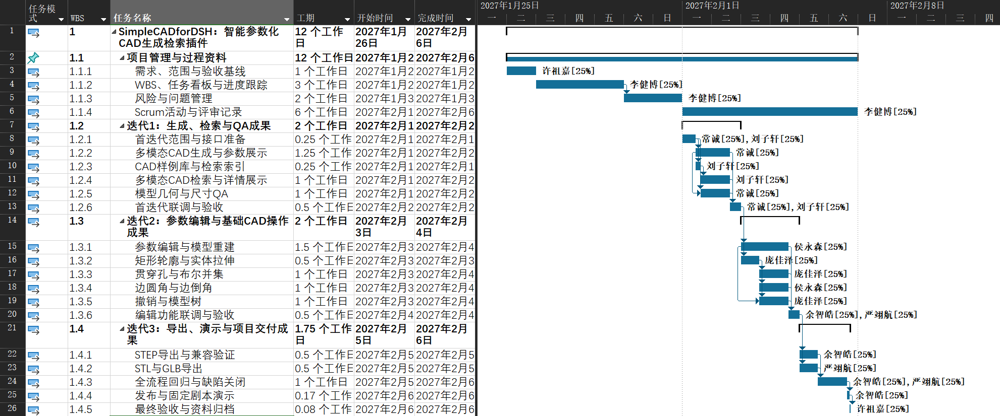 任务模式 WBS 任务名称 工期 开始时间 完成时间 2027年1月25日 2027年2月1日 2027年2月8日
一 二 三 四 五 六 日 一 二 三 四 五 六 日 一 二 三 四
1 1 SimpleCADforDSH：智能参数化CAD生成检索插件 12 个工作日 2027年1月26日 2027年2月6日
2 1.1 项目管理与过程资料 12 个工作日 2027年1月2 2027年2月6
3 1.1.1 需求、范围与验收基线 1 个工作日 2027年1月2 2027年1月2 许祖嘉[25%]
4 1.1.2 WBS、任务看板与进度跟踪 3 个工作日 2027年1月2 2027年1月2 李健博[25%]
5 1.1.3 风险与问题管理 2 个工作日 2027年1月3 2027年1月3 李健博[25%]
6 1.1.4 Scrum活动与评审记录 6 个工作日 2027年2月1 2027年2月6 李健博[25%]
7 1.2 迭代1：生成、检索与QA成果 2 个工作日 2027年2月1 2027年2月2
8 1.2.1 首迭代范围与接口准备 0.25 个工作 2027年2月1 2027年2月1 常诚[25%],刘子轩[25%]
9 1.2.2 多模态CAD生成与参数展示 1.25 个工作 2027年2月1 2027年2月2 常诚[25%]
10 1.2.3 CAD样例库与检索索引 0.25 个工作 2027年2月1 2027年2月1 刘子轩[25%]
11 1.2.4 多模态CAD检索与详情展示 1 个工作日 2027年2月1 2027年2月2 刘子轩[25%]
12 1.2.5 模型几何与尺寸QA 1 个工作日 2027年2月1 2027年2月2 常诚[25%]
13 1.2.6 首迭代联调与验收 0.5 个工作日 2027年2月2 2027年2月2 常诚[25%],刘子轩[25%]
14 1.3 迭代2：参数编辑与基础CAD操作成果 2 个工作日 2027年2月3日 2027年2月4日
15 1.3.1 参数编辑与模型重建 1.5 个工作日 2027年2月3 2027年2月4 侯永森[25%]
16 1.3.2 矩形轮廓与实体拉伸 0.5 个工作日 2027年2月3 2027年2月3 庞佳泽[25%]
17 1.3.3 贯穿孔与布尔并集 1 个工作日 2027年2月3 2027年2月4 庞佳泽[25%]
18 1.3.4 边圆角与边倒角 1 个工作日 2027年2月3 2027年2月4 侯永森[25%]
19 1.3.5 撤销与模型树 1 个工作日 2027年2月3 2027年2月4 庞佳泽[25%]
20 1.3.6 编辑功能联调与验收 0.5 个工作日 2027年2月4 2027年2月4 余智皓[25%],严翊航[25%]
21 1.4 迭代3：导出、演示与项目交付成果 1.75 个工作日 2027年2月5日 2027年2月6日
22 1.4.1 STEP导出与兼容验证 0.5 个工作日 2027年2月5 2027年2月5 余智皓[25%]
23 1.4.2 STL与GLB导出 0.5 个工作日 2027年2月5 2027年2月5 严翊航[25%]
24 1.4.3 全流程回归与缺陷关闭 1 个工作日 2027年2月5 2027年2月6 余智皓[25%],严翊航[25%]
25 1.4.4 发布与固定剧本演示 0.17 个工作 2027年2月6 2027年2月6 余智皓[25%]
26 1.4.5 最终验收与资料归档 0.08 个工作 2027年2月6 2027年2月6 许祖嘉[25%]